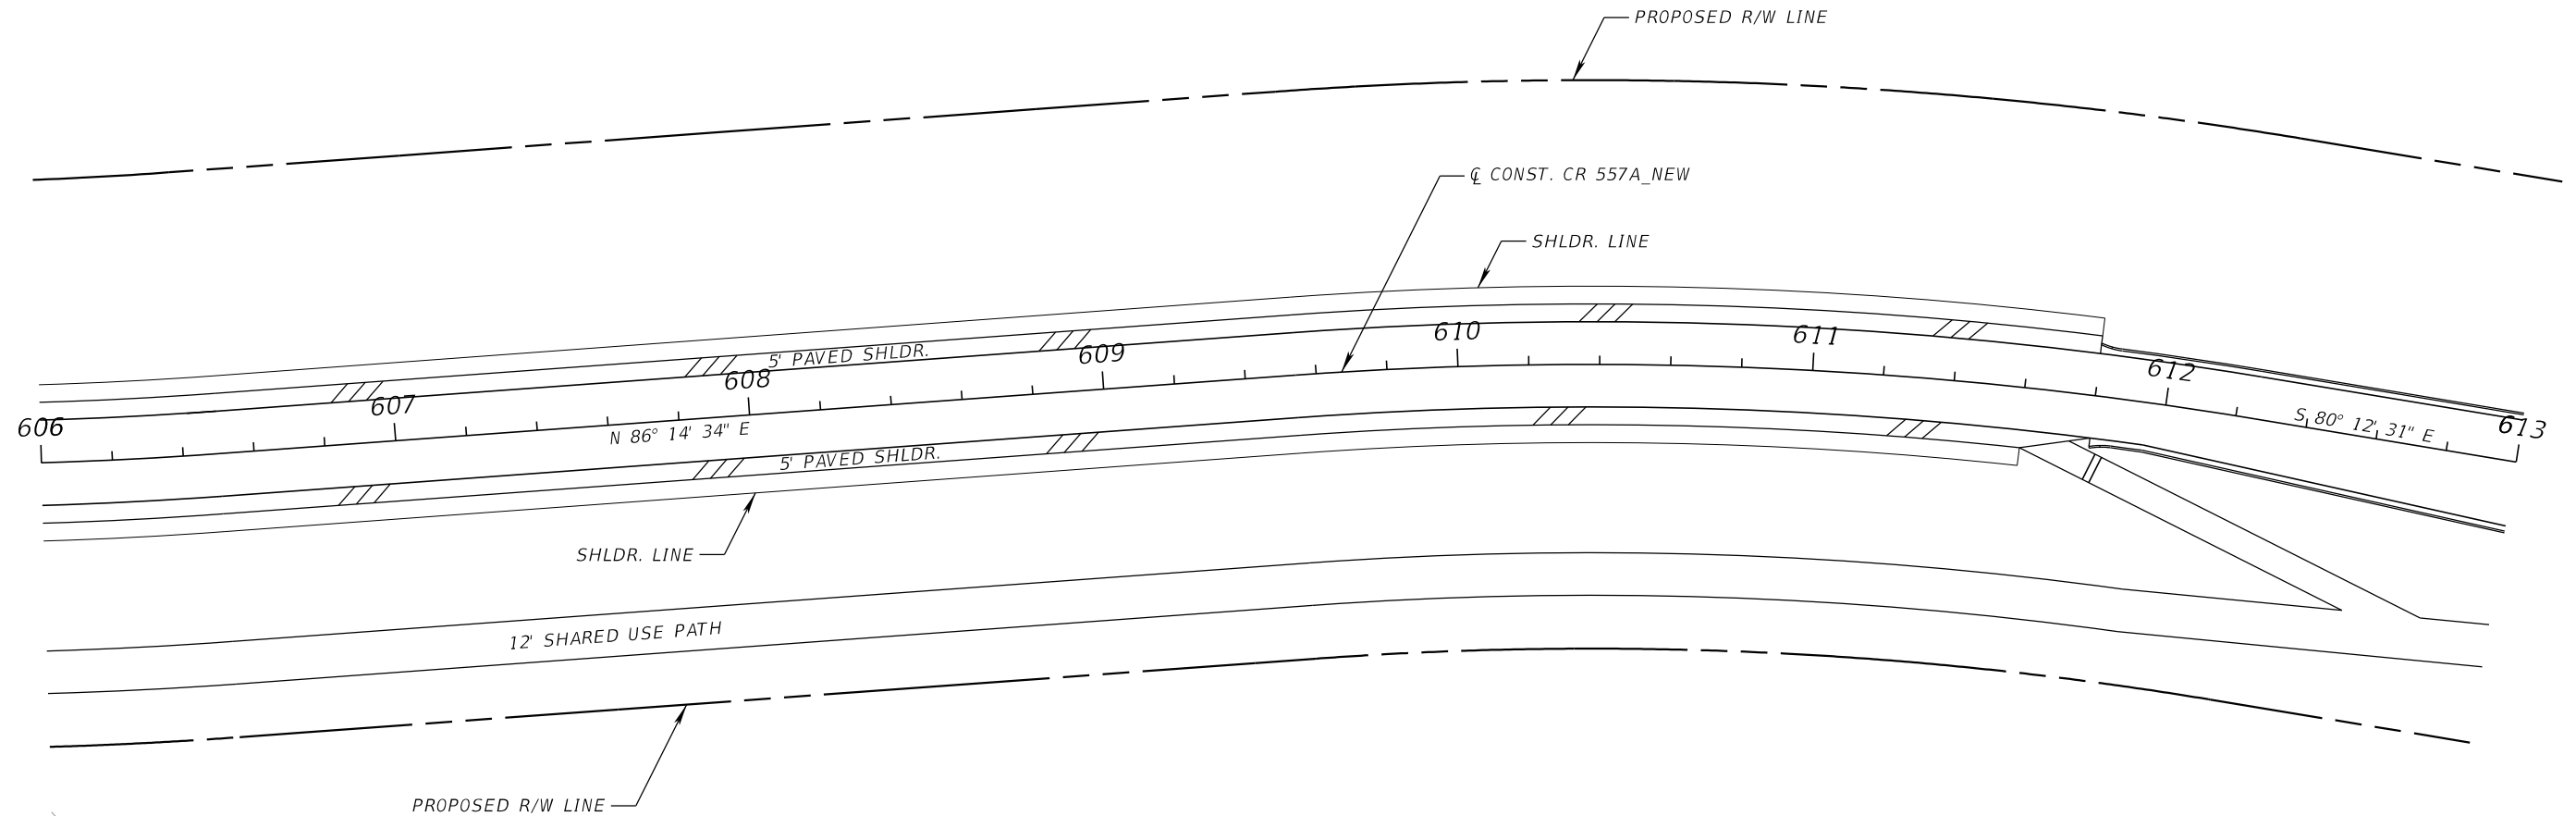 PROPOSED R/W LINE
℄ CONST. CR 557A_NEW
SHLDR. LINE
5' PAVED SHLDR.
606
607
608
609
610
611
612
613
N 86° 14' 34" E
S 80° 12' 31" E
5' PAVED SHLDR.
SHLDR. LINE
12' SHARED USE PATH
PROPOSED R/W LINE